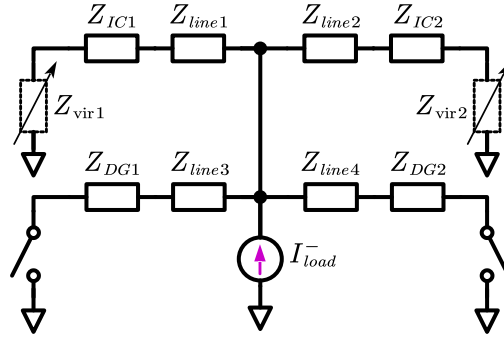 Z_{IC1} Z_{line1} Z_{line2} Z_{IC2}
Z_{vir1} Z_{vir2}
Z_{DG1} Z_{line3} Z_{line4} Z_{DG2}
I^{-}_{load}